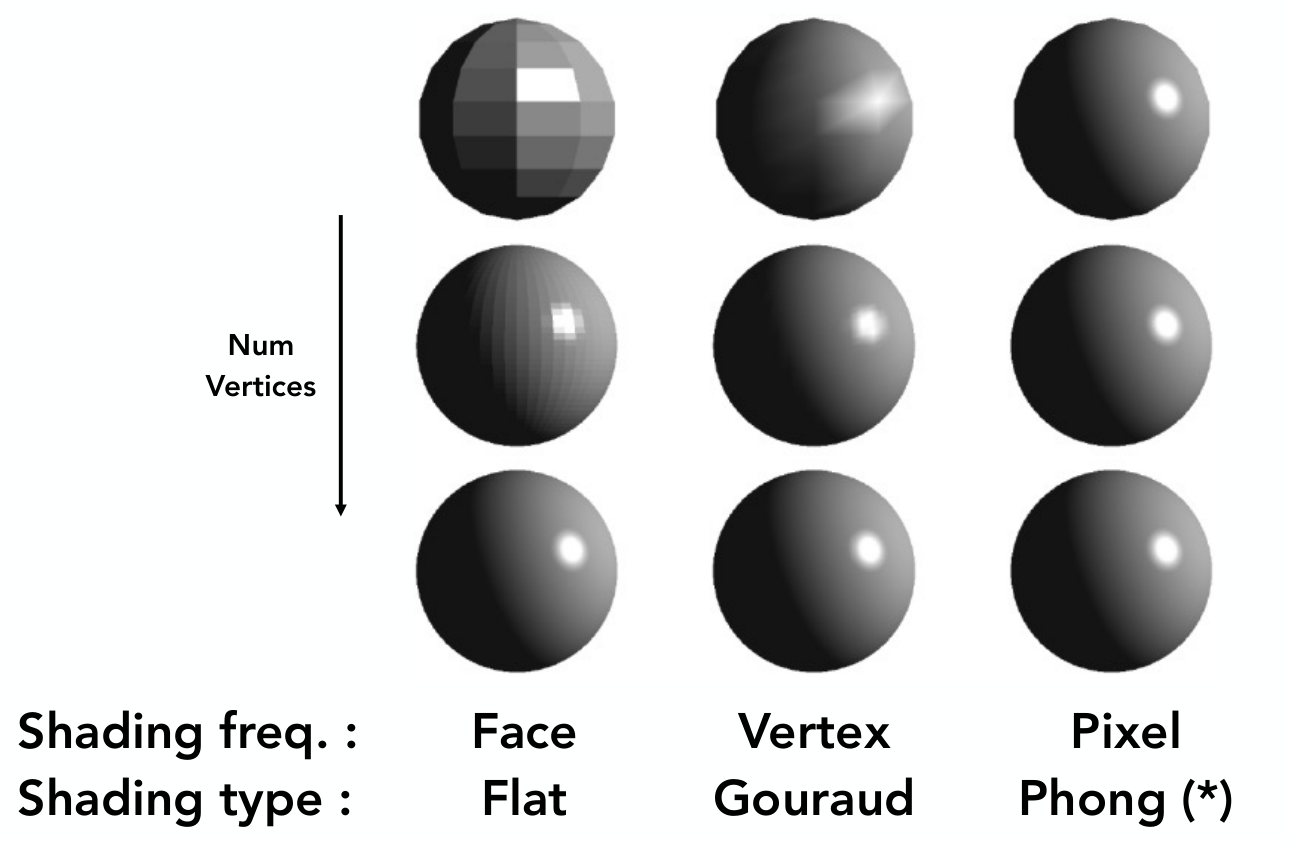 Num
Vertices
Shading freq. : Face Vertex Pixel
Shading type : Flat Gouraud Phong (*)